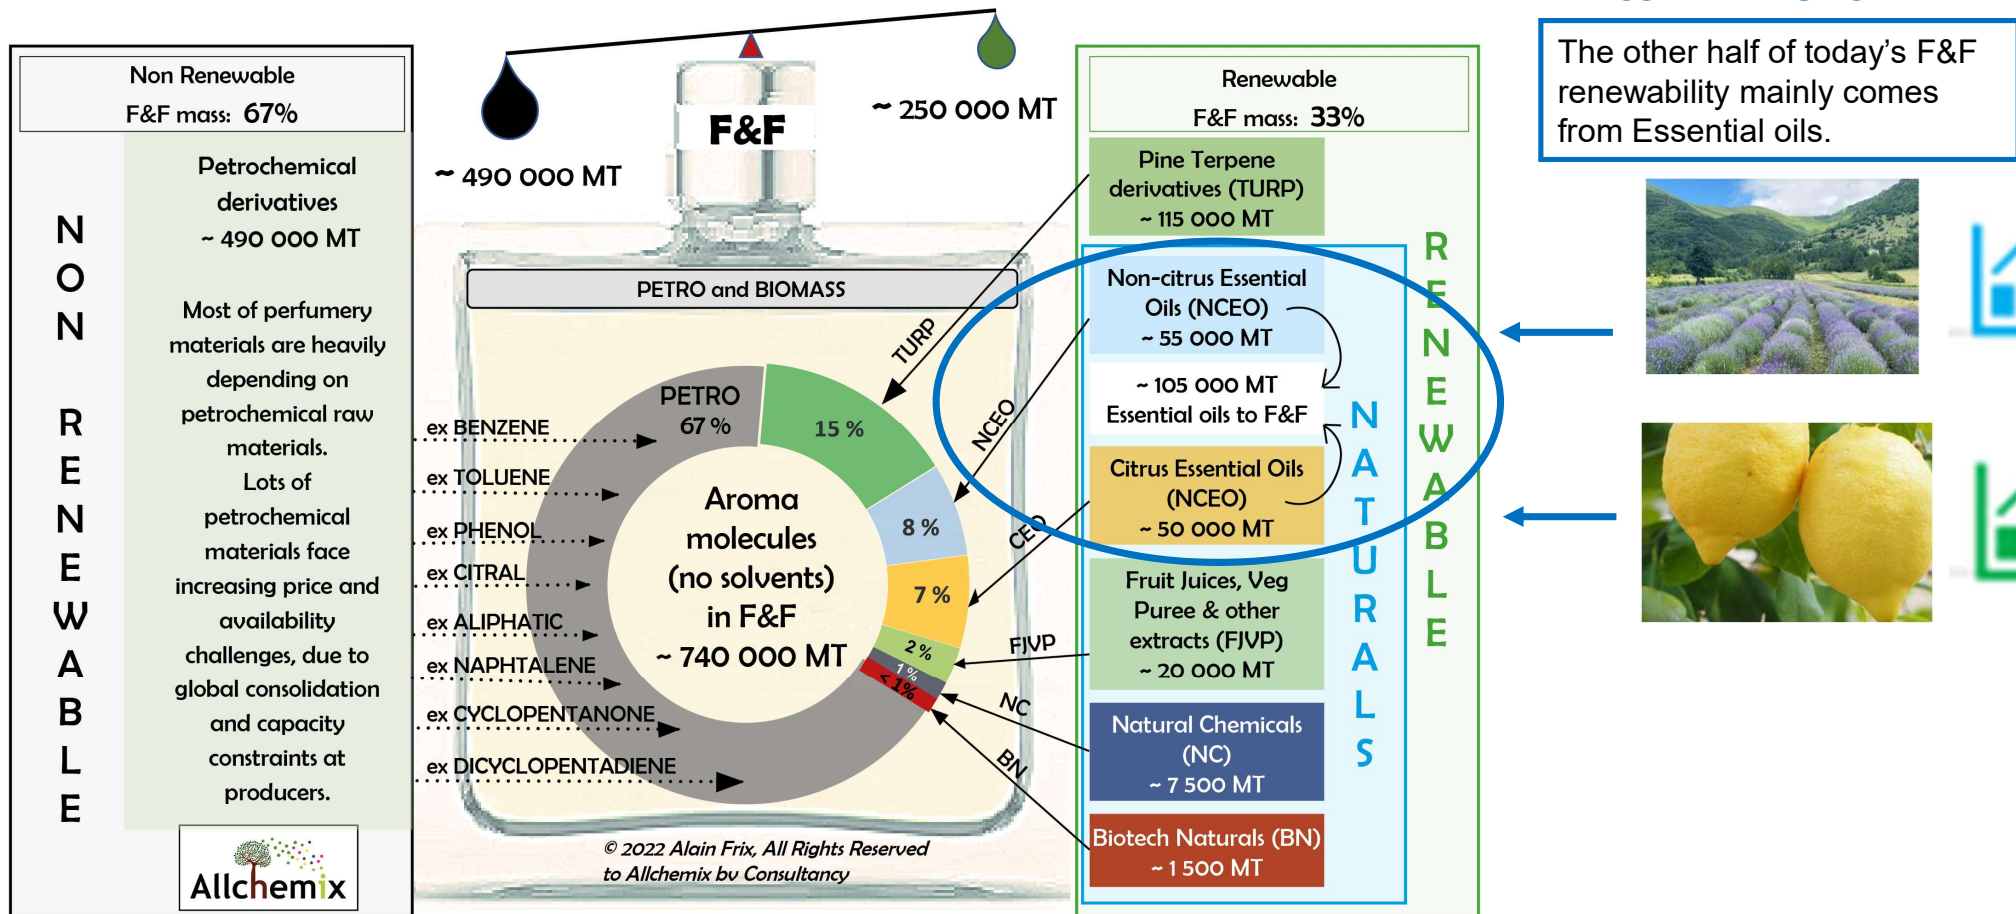 Non Renewable
F&F mass: 67%
NON RENEWABLE
Petrochemical
derivatives
~ 490 000 MT
Most of perfumery
materials are heavily
depending on
petrochemical raw
materials.
Lots of
petrochemical
materials face
increasing price and
availability
challenges, due to
global consolidation
and capacity
constraints at
producers.
Allchemix
~ 490 000 MT
F&F
~ 250 000 MT
PETRO and BIOMASS
ex BENZENE
ex TOLUENE
ex PHENOL
ex CITRAL
ex ALIPHATIC
ex NAPHTALENE
ex CYCLOPENTANONE
ex DICYCLOPENTADIENE
PETRO
67 %
15 %
8 %
7 %
2 %
1 %
< 1%
Aroma
molecules
(no solvents)
in F&F
~ 740 000 MT
TURP
NCEO
CEO
FJVP
NC
BN
© 2022 Alain Frix, All Rights Reserved
to Allchemix bv Consultancy
Renewable
F&F mass: 33%
Pine Terpene
derivatives (TURP)
~ 115 000 MT
Non-citrus Essential
Oils (NCEO)
~ 55 000 MT
~ 105 000 MT
Essential oils to F&F
Citrus Essential Oils
(NCEO)
~ 50 000 MT
Fruit Juices, Veg
Puree & other
extracts (FJVP)
~ 20 000 MT
Natural Chemicals
(NC)
~ 7 500 MT
Biotech Naturals (BN)
~ 1 500 MT
NATURALS
RENEWABLE
The other half of today’s F&F
renewability mainly comes
from Essential oils.